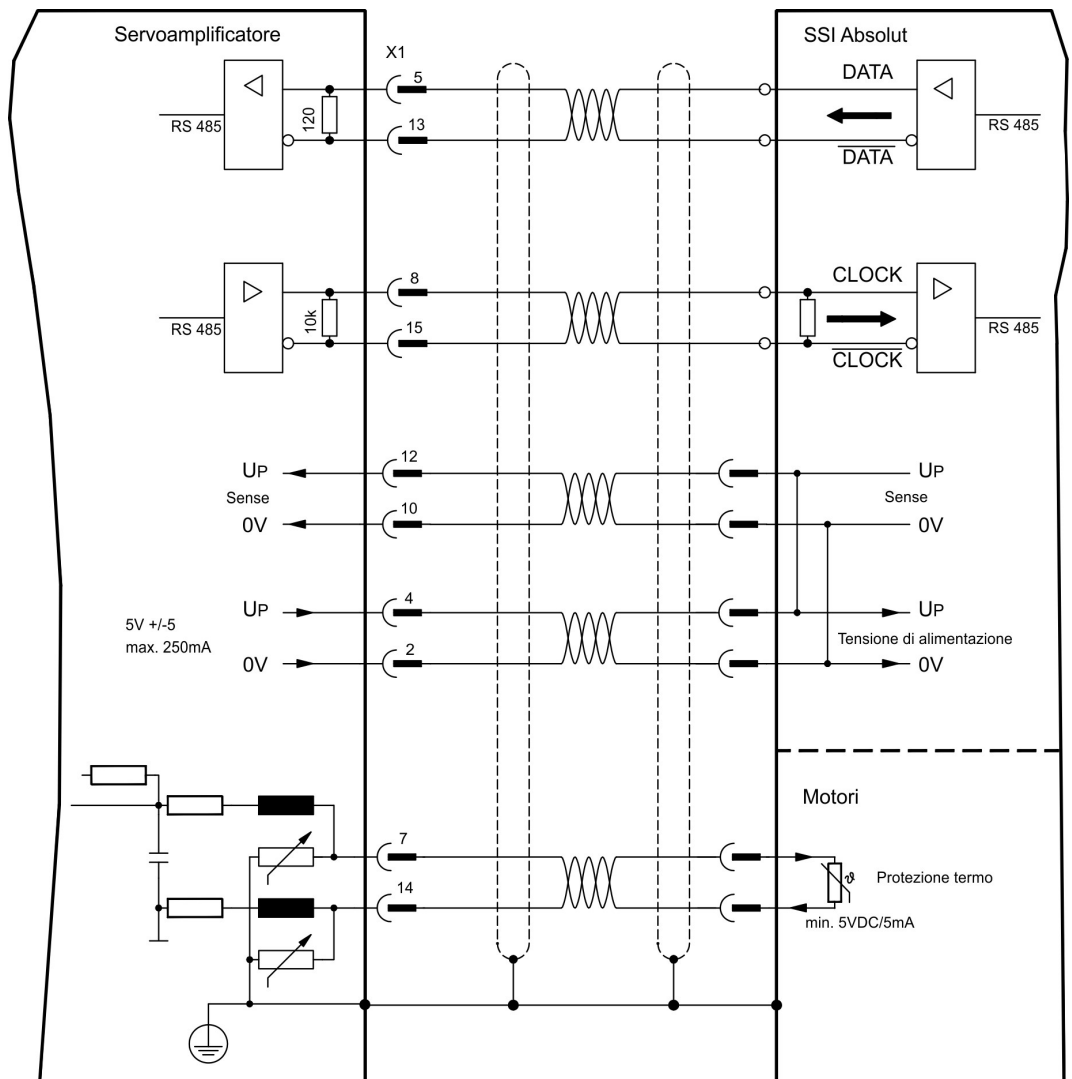 Servoamplificatore
X1
SSI Absolut
5
DATA
120
RS 485
13
DATA
RS 485
8
CLOCK
10k
RS 485
15
CLOCK
RS 485
UP
12
UP
Sense
Sense
0V
10
0V
UP
4
UP
5V +/-5
max. 250mA
Tensione di alimentazione
0V
2
0V
Motori
7
ϑ
Protezione termo
14
min. 5VDC/5mA